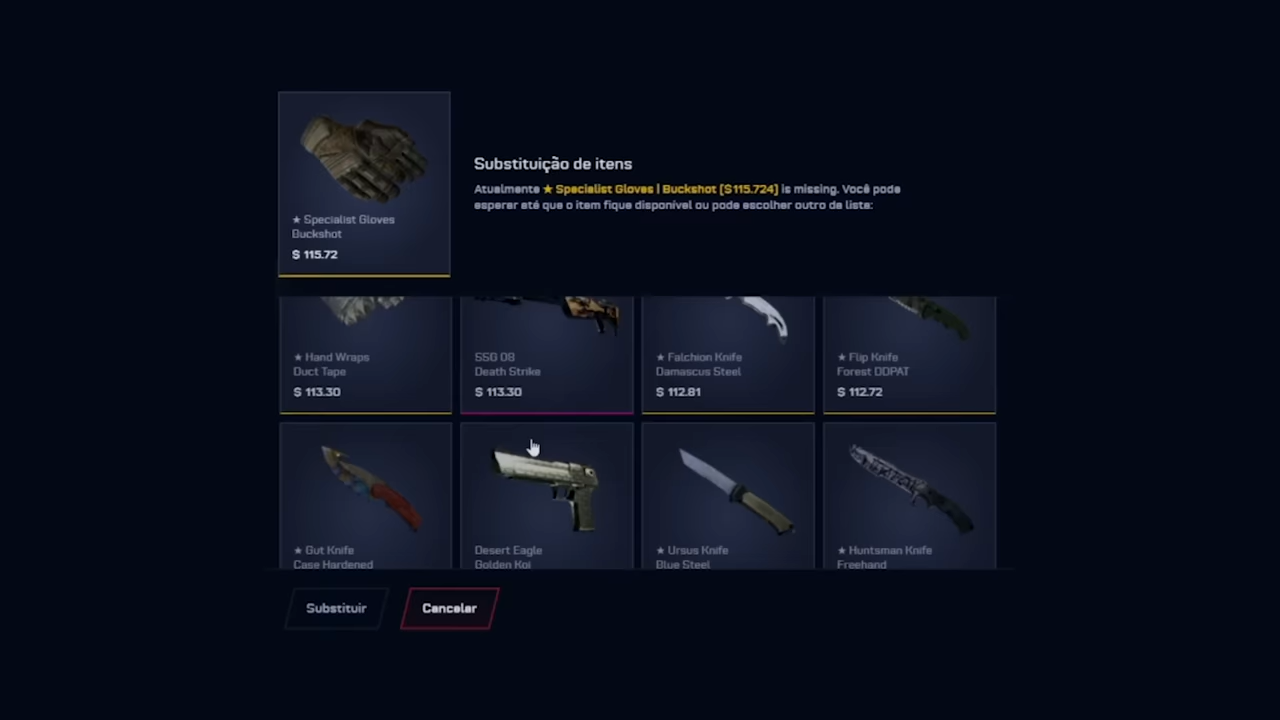 Substituição de itens
Atualmente ★ Specialist Gloves | Buckshot [$115.724] is missing. Você pode
esperar até que o item fique disponível ou pode escolher outro da lista:
★ Specialist Gloves
Buckshot
$ 115.72
★ Hand Wraps
Duct Tape
$ 113.30
SSG 08
Death Strike
$ 113.30
★ Falchion Knife
Damascus Steel
$ 112.81
★ Flip Knife
Forest DDPAT
$ 112.72
★ Gut Knife
Case Hardened
Desert Eagle
Golden Koi
★ Ursus Knife
Blue Steel
★ Huntsman Knife
Freehand
Substituir
Cancelar